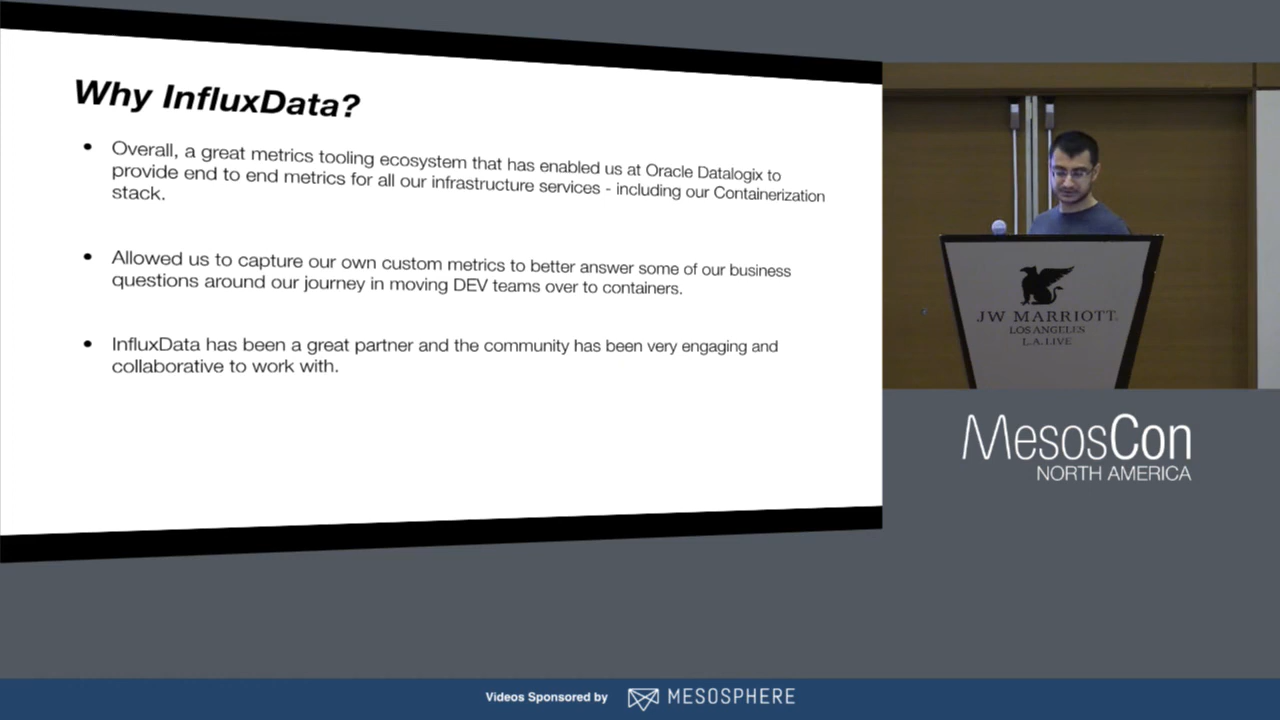 Why InfluxData?
• Overall, a great metrics tooling ecosystem that has enabled us at Oracle Datalogix to
provide end to end metrics for all our infrastructure services - including our Containerization
stack.
• Allowed us to capture our own custom metrics to better answer some of our business
questions around our journey in moving DEV teams over to containers.
• InfluxData has been a great partner and the community has been very engaging and
collaborative to work with.
JW MARRIOTT
LOS ANGELES
L.A. LIVE
MesosCon
NORTH AMERICA
Videos Sponsored by MESOSPHERE